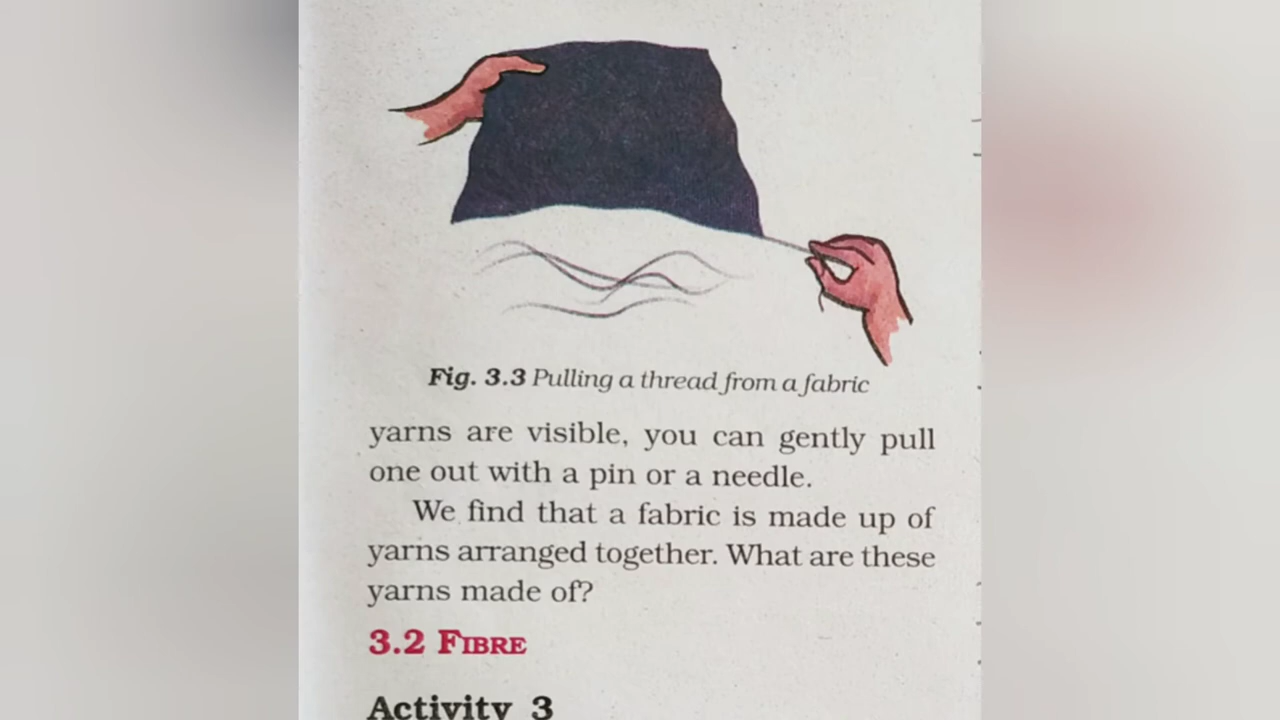 Fig. 3.3 Pulling a thread from a fabric
yarns are visible, you can gently pull
one out with a pin or a needle.
We find that a fabric is made up of
yarns arranged together. What are these
yarns made of?
3.2 FIBRE
Activity 3